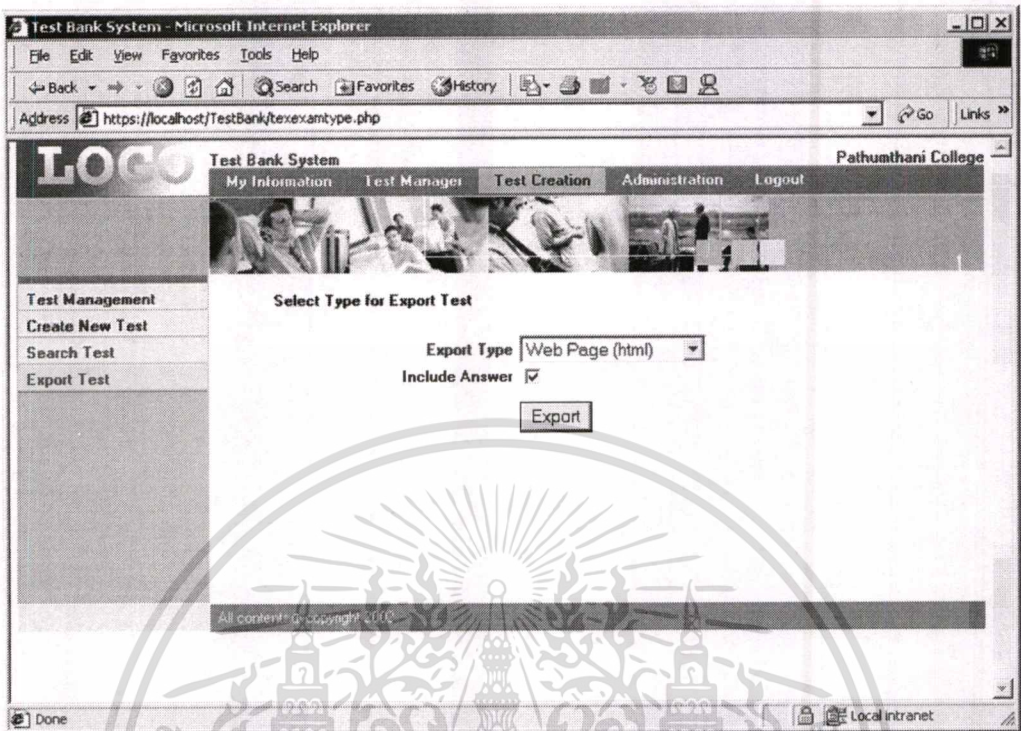 Test Bank System - Microsoft Internet Explorer
File Edit View Favorites Tools Help
Back Search Favorites History
Address https://localhost/TestBank/texexamtype.php Go Links »
LOGO Test Bank System Pathumthani College
My Information Test Manager Test Creation Administration Logout
Test Management
Create New Test
Search Test
Export Test
Select Type for Export Test
Export Type Web Page (html)
Include Answer
Export
All contents copyright
Done Local intranet